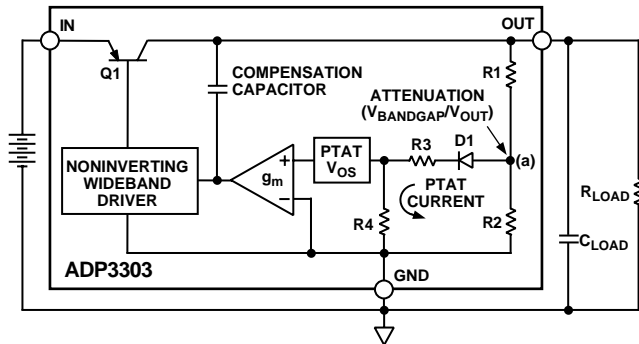 IN
OUT
Q1
COMPENSATION
CAPACITOR
R1
ATTENUATION
(VBANDGAP/VOUT)
PTAT
VOS
R3
D1
(a)
NONINVERTING
WIDEBAND
DRIVER
gm
+
−
PTAT
CURRENT
R4
R2
RLOAD
CLOAD
ADP3303
GND